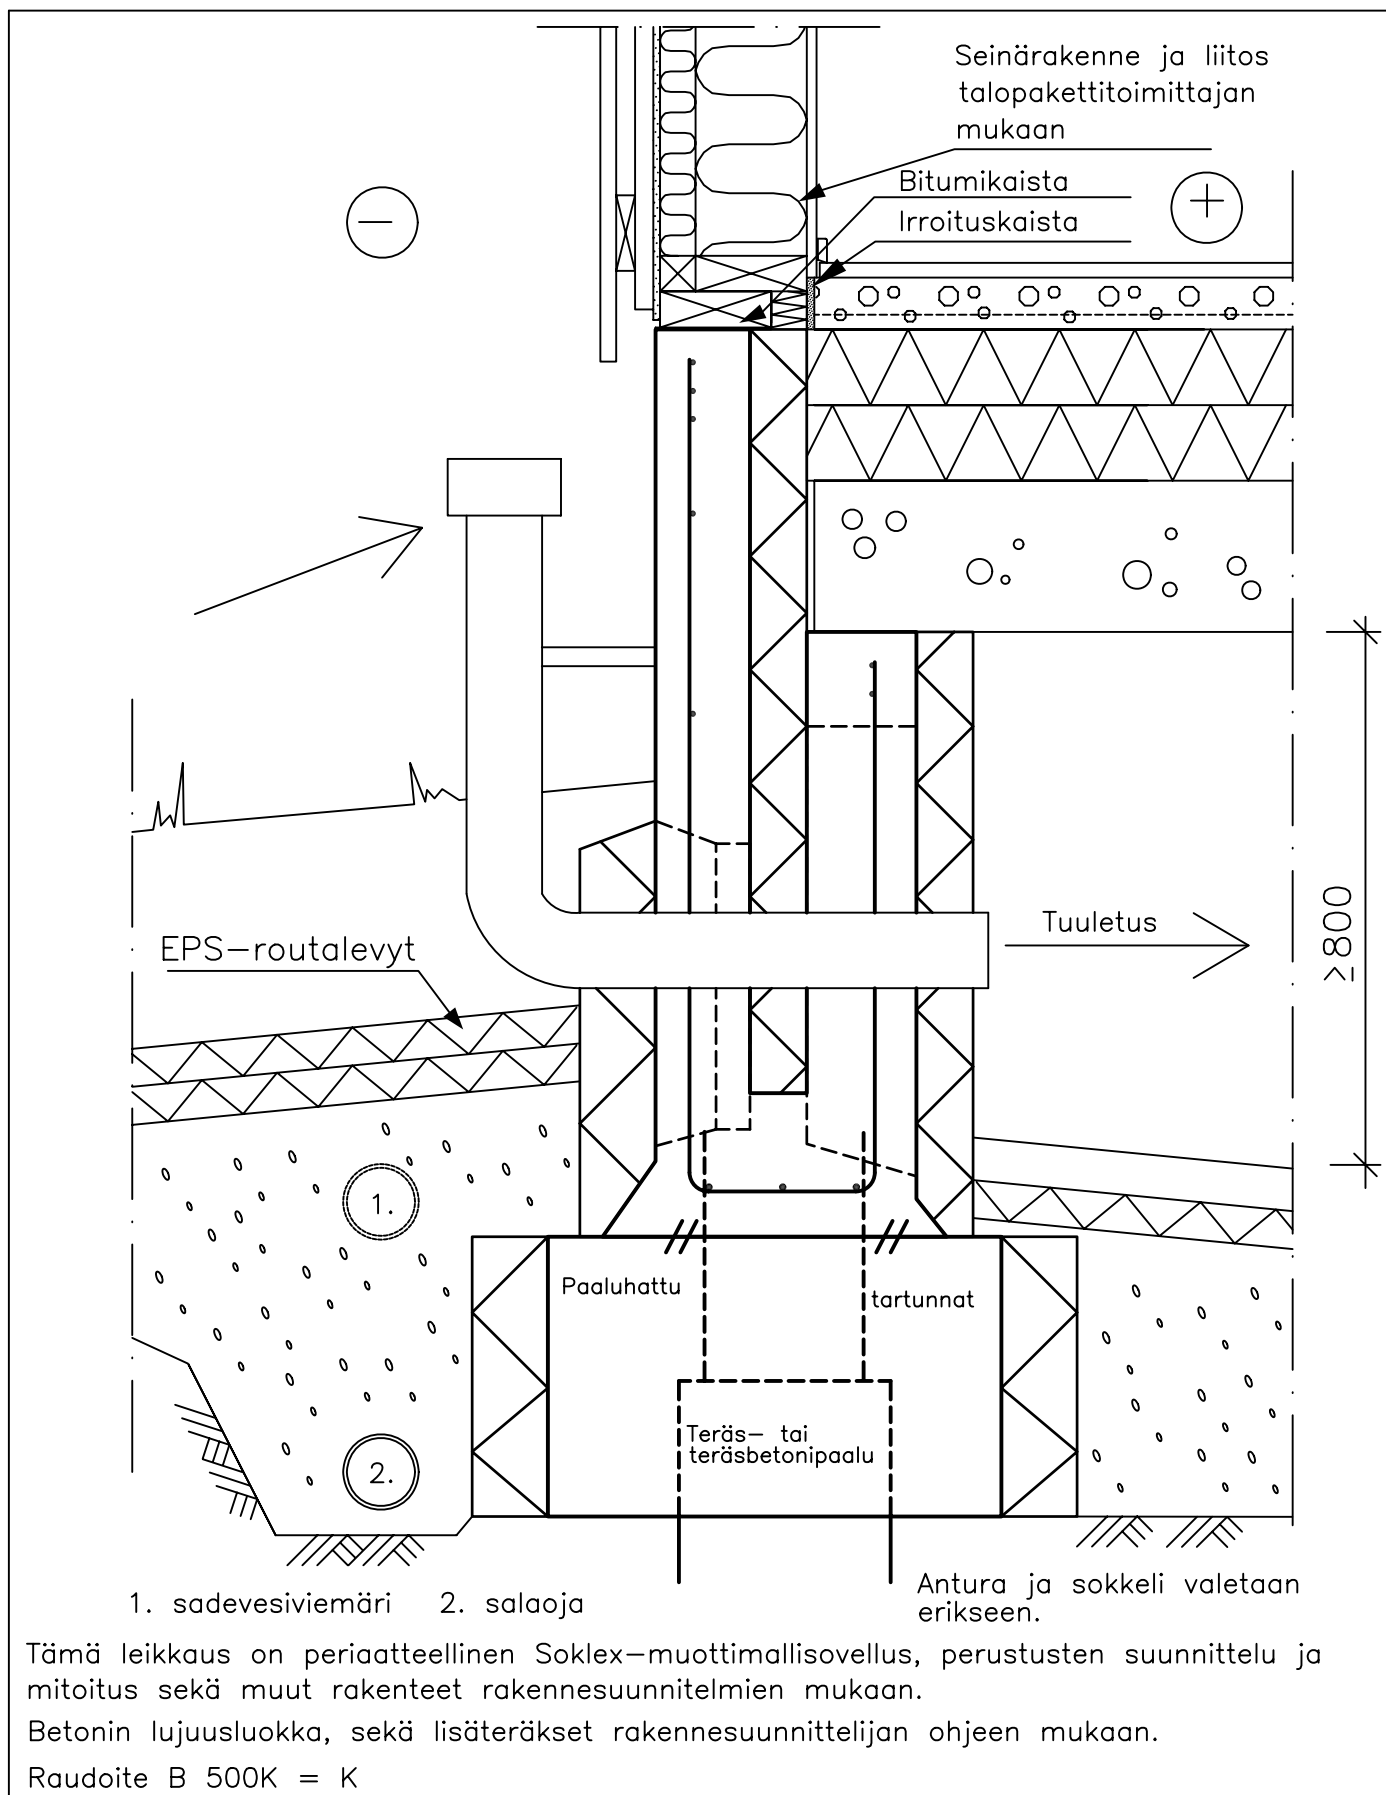 Seinärakenne ja liitos
talopakettitoimittajan
mukaan
Bitumikaista
Irroituskaista
−
+
Tuuletus
≥800
EPS−routalevyt
1.
Paaluhattu
tartunnat
Teräs− tai
teräsbetonipaalu
2.
1. sadevesiviemäri 2. salaoja
Antura ja sokkeli valetaan
erikseen.
Tämä leikkaus on periaatteellinen Soklex−muottimallisovellus, perustusten suunnittelu ja
mitoitus sekä muut rakenteet rakennesuunnitelmien mukaan.
Betonin lujuusluokka, sekä lisäteräkset rakennesuunnittelijan ohjeen mukaan.
Raudoite B 500K = K